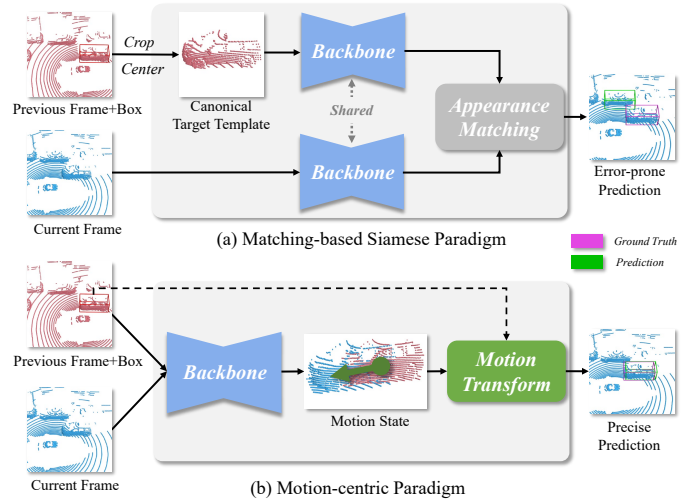 Crop
Center
Previous Frame+Box
Canonical
Target Template
Backbone
Shared
Backbone
Appearance
Matching
Error-prone
Prediction
Current Frame
(a) Matching-based Siamese Paradigm
Ground Truth
Prediction
Previous Frame+Box
Backbone
Motion State
Motion
Transform
Precise
Prediction
Current Frame
(b) Motion-centric Paradigm